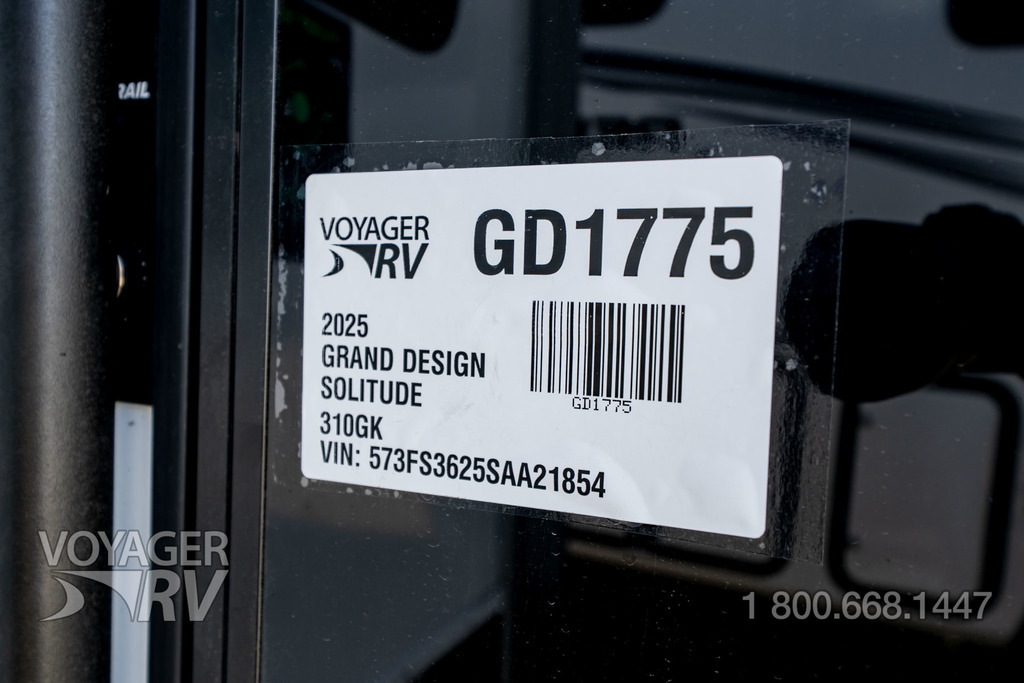 RAIL
VOYAGER
RV
GD1775
2025
GRAND DESIGN
SOLITUDE
310GK
VIN: 573FS3625SAA21854
GD1775
VOYAGER
RV
1 800.668.1447